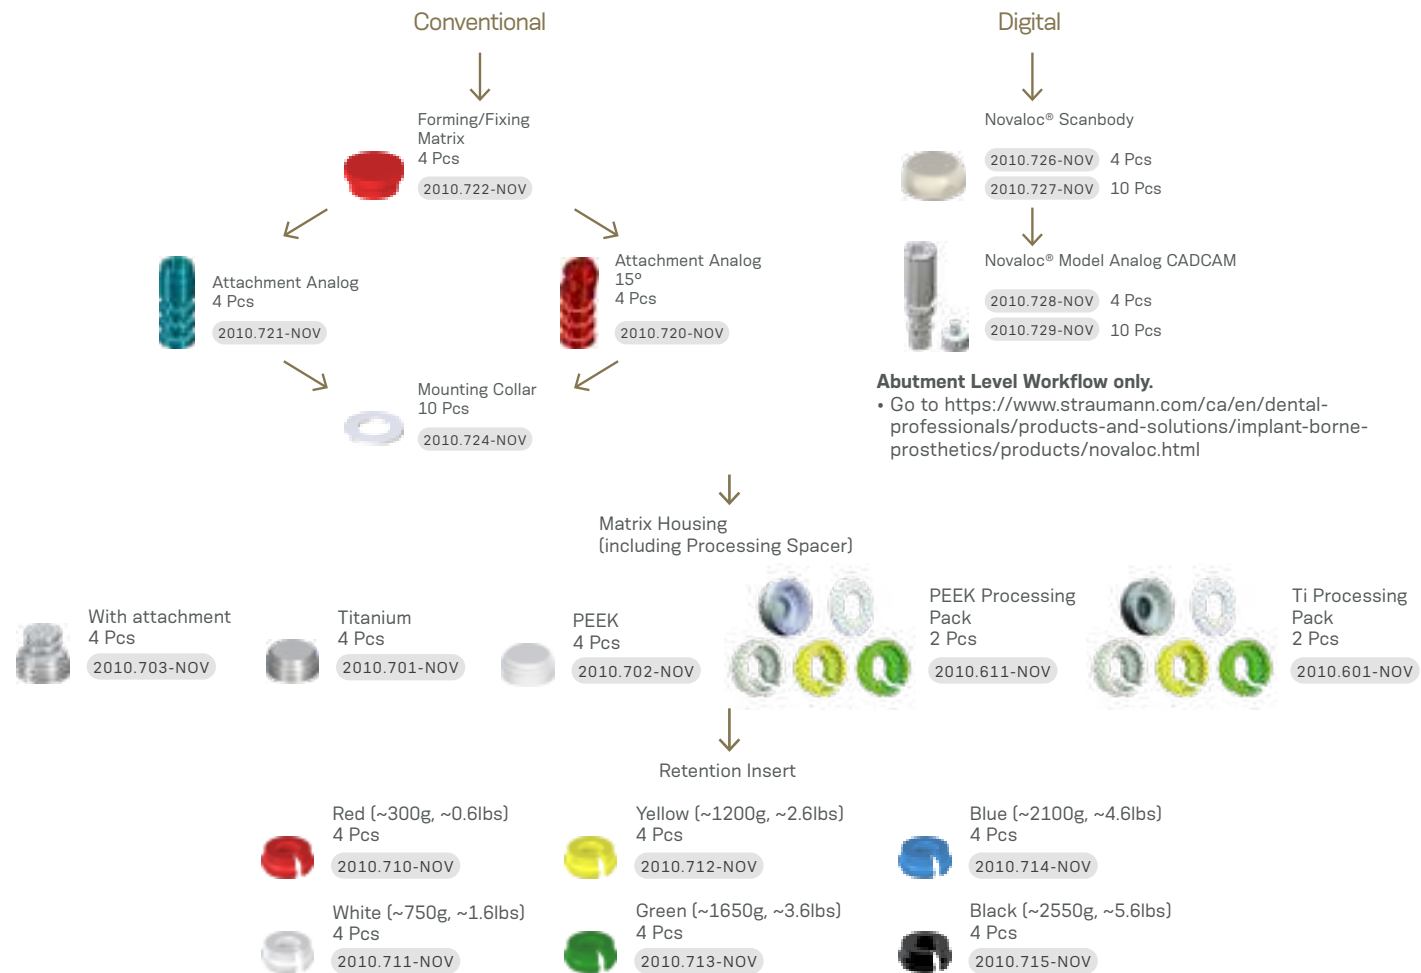 Conventional
Digital
Forming/Fixing
Matrix
4 Pcs
2010.722-NOV
Novaloc® Scanbody
2010.726-NOV 4 Pcs
2010.727-NOV 10 Pcs
Attachment Analog
4 Pcs
2010.721-NOV
Attachment Analog
15°
4 Pcs
2010.720-NOV
Novaloc® Model Analog CADCAM
2010.728-NOV 4 Pcs
2010.729-NOV 10 Pcs
Mounting Collar
10 Pcs
2010.724-NOV
Abutment Level Workflow only.
• Go to https://www.straumann.com/ca/en/dental-
professionals/products-and-solutions/implant-borne-
prosthetics/products/novaloc.html
Matrix Housing
(including Processing Spacer)
With attachment
4 Pcs
2010.703-NOV
Titanium
4 Pcs
2010.701-NOV
PEEK
4 Pcs
2010.702-NOV
PEEK Processing
Pack
2 Pcs
2010.611-NOV
Ti Processing
Pack
2 Pcs
2010.601-NOV
Retention Insert
Red (~300g, ~0.6lbs)
4 Pcs
2010.710-NOV
Yellow (~1200g, ~2.6lbs)
4 Pcs
2010.712-NOV
Blue (~2100g, ~4.6lbs)
4 Pcs
2010.714-NOV
White (~750g, ~1.6lbs)
4 Pcs
2010.711-NOV
Green (~1650g, ~3.6lbs)
4 Pcs
2010.713-NOV
Black (~2550g, ~5.6lbs)
4 Pcs
2010.715-NOV